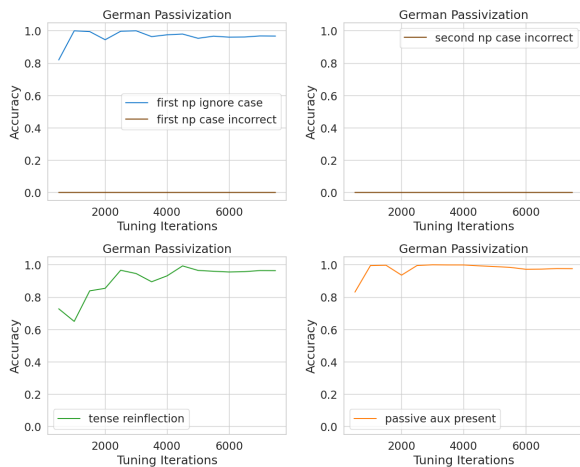 German Passivization
1.0
0.8
0.6
0.4
0.2
0.0
Accuracy
first np ignore case
first np case incorrect
2000
4000
6000
Tuning Iterations
German Passivization
1.0
0.8
0.6
0.4
0.2
0.0
Accuracy
second np case incorrect
2000
4000
6000
Tuning Iterations
German Passivization
1.0
0.8
0.6
0.4
0.2
0.0
Accuracy
tense reinflection
2000
4000
6000
Tuning Iterations
German Passivization
1.0
0.8
0.6
0.4
0.2
0.0
Accuracy
passive aux present
2000
4000
6000
Tuning Iterations